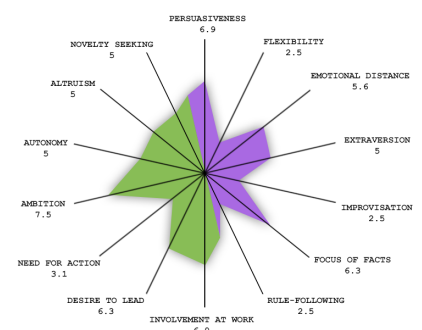 PERSUASIVENESS
6.9
FLEXIBILITY
2.5
EMOTIONAL DISTANCE
5.6
EXTRAVERSION
5
IMPROVISATION
2.5
FOCUS OF FACTS
6.3
RULE-FOLLOWING
2.5
INVOLVEMENT AT WORK
DESIRE TO LEAD
6.3
NEED FOR ACTION
3.1
AMBITION
7.5
AUTONOMY
5
ALTRUISM
5
NOVELTY SEEKING
5